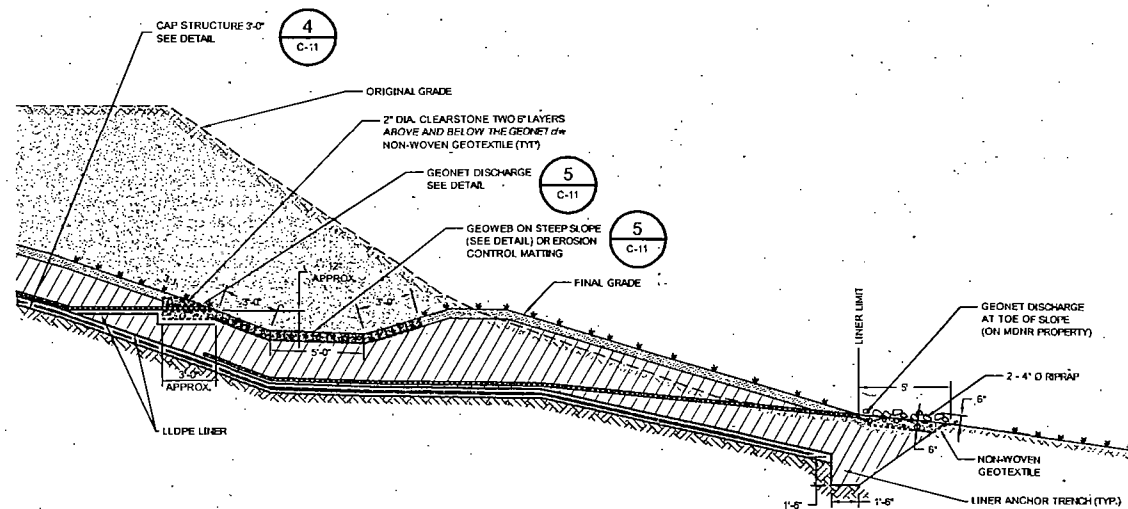 CAP STRUCTURE 3'-0"
SEE DETAIL
4
C-11
ORIGINAL GRADE
2" DIA. CLEARSTONE TWO 6" LAYERS
ABOVE AND BELOW THE GEONET
NON-WOVEN GEOTEXTILE (TYP)
GEONET DISCHARGE
SEE DETAIL
5
C-11
GEOWEB ON STEEP SLOPE
(SEE DETAIL) OR EROSION
CONTROL MATTING
5
C-11
12"
APPROX.
FINAL GRADE
3'-0"
3'-0"
5'-0"
3'-0"
APPROX.
LLDPE LINER
LINER LIMIT
GEONET DISCHARGE
AT TOE OF SLOPE
(ON MDNR PROPERTY)
5'
2 - 4" Ø RIPRAP
6"
6"
NON-WOVEN
GEOTEXTILE
LINER ANCHOR TRENCH (TYP.)
1'-6"
1'-6"